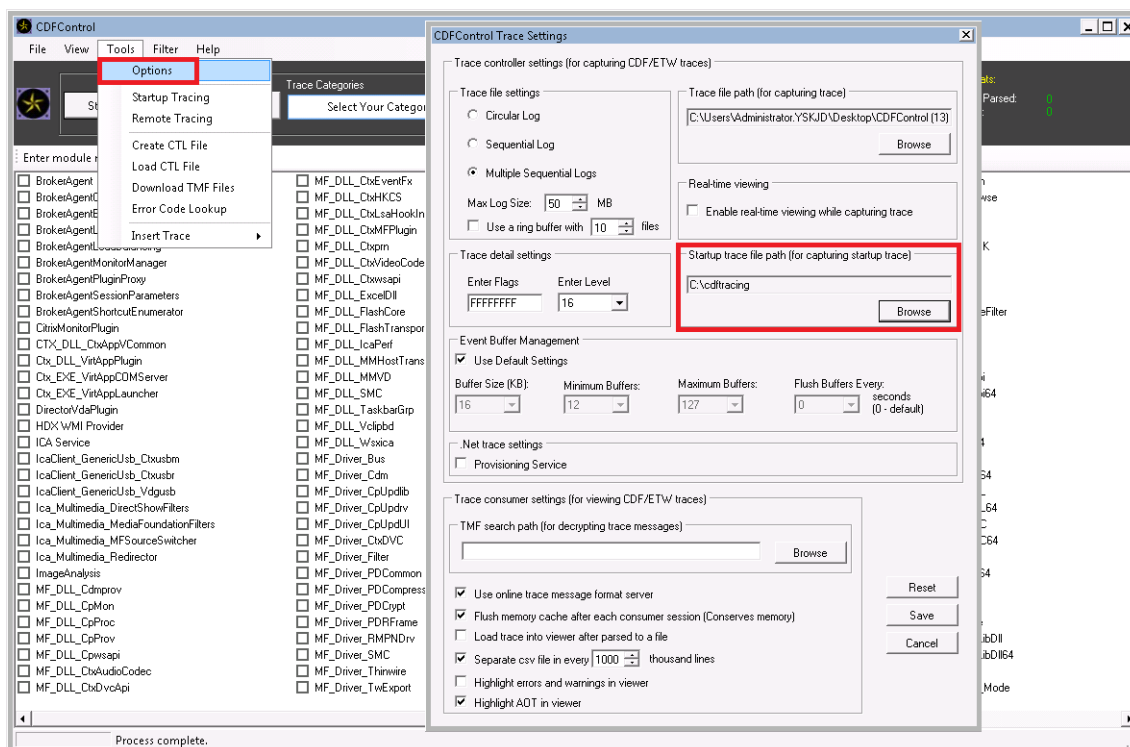 CDFControl
File View Tools Filter Help
Options
Startup Tracing
Remote Tracing
Create CTL File
Load CTL File
Download TMF Files
Error Code Lookup
Insert Trace
St
Trace Categories
Select Your Categor
ats:
Parsed: 0
: 0
Enter module r
BrokerAgent
BrokerAgentMonitorManager
BrokerAgentPluginProxy
BrokerAgentSessionParameters
BrokerAgentShortcutEnumerator
CitrixMonitorPlugin
CTX_DLL_CtxAppVCommon
Ctx_DLL_VirtAppPlugin
Ctx_EXE_VirtAppCOMServer
Ctx_EXE_VirtAppLauncher
DirectorVdaPlugin
HDX WMI Provider
ICA Service
IcaClient_GenericUsb_Ctxusbm
IcaClient_GenericUsb_Ctxusbr
IcaClient_GenericUsb_Vdgusb
Ica_Multimedia_DirectShowFilters
Ica_Multimedia_MediaFoundationFilters
Ica_Multimedia_MFSourceSwitcher
Ica_Multimedia_Redirector
ImageAnalysis
MF_DLL_Cdmprov
MF_DLL_CpMon
MF_DLL_CpProc
MF_DLL_CpProv
MF_DLL_Cpwsapi
MF_DLL_CtxAudioCodec
MF_DLL_CtxDvcApi
MF_DLL_CtxEventFx
MF_DLL_CtxHKCS
MF_DLL_CtxLsaHookIn
MF_DLL_CtxMFPlugin
MF_DLL_Ctxprn
MF_DLL_CtxVideoCode
MF_DLL_Ctxwsapi
MF_DLL_ExcelDll
MF_DLL_FlashCore
MF_DLL_FlashTranspor
MF_DLL_IcaPerf
MF_DLL_MMHostTrans
MF_DLL_MMVD
MF_DLL_SMC
MF_DLL_TaskbarGrp
MF_DLL_Vclipbd
MF_DLL_Wsxica
MF_Driver_Bus
MF_Driver_Cdm
MF_Driver_CpUpdlib
MF_Driver_CpUpdrv
MF_Driver_CpUpdUI
MF_Driver_CtxDVC
MF_Driver_Filter
MF_Driver_PDCommon
MF_Driver_PDCompress
MF_Driver_PDCrypt
MF_Driver_PDRFrame
MF_Driver_RMPNDrv
MF_Driver_SMC
MF_Driver_Thinwire
MF_Driver_TwExport
CDFControl Trace Settings
Trace controller settings (for capturing CDF/ETW traces)
Trace file settings
Circular Log
Sequential Log
Multiple Sequential Logs
Max Log Size: 50 MB
Use a ring buffer with 10 files
Trace file path (for capturing trace)
C:\Users\Administrator.YSKJD\Desktop\CDFControl (13)
Browse
Real-time viewing
Enable real-time viewing while capturing trace
Trace detail settings
Enter Flags Enter Level
FFFFFFFF 16
Startup trace file path (for capturing startup trace)
C:\cdftracing
Browse
Event Buffer Management
Use Default Settings
Buffer Size (KB): Minimum Buffers: Maximum Buffers: Flush Buffers Every:
16 12 127 0 seconds
(0 - default)
.Net trace settings
Provisioning Service
Trace consumer settings (for viewing CDF/ETW traces)
TMF search path (for decrypting trace messages)
Browse
Use online trace message format server
Flush memory cache after each consumer session (Conserves memory)
Load trace into viewer after parsed to a file
Separate csv file in every 1000 thousand lines
Highlight errors and warnings in viewer
Highlight AOT in viewer
Reset
Save
Cancel
K
eFilter
64
_Mode
Process complete.